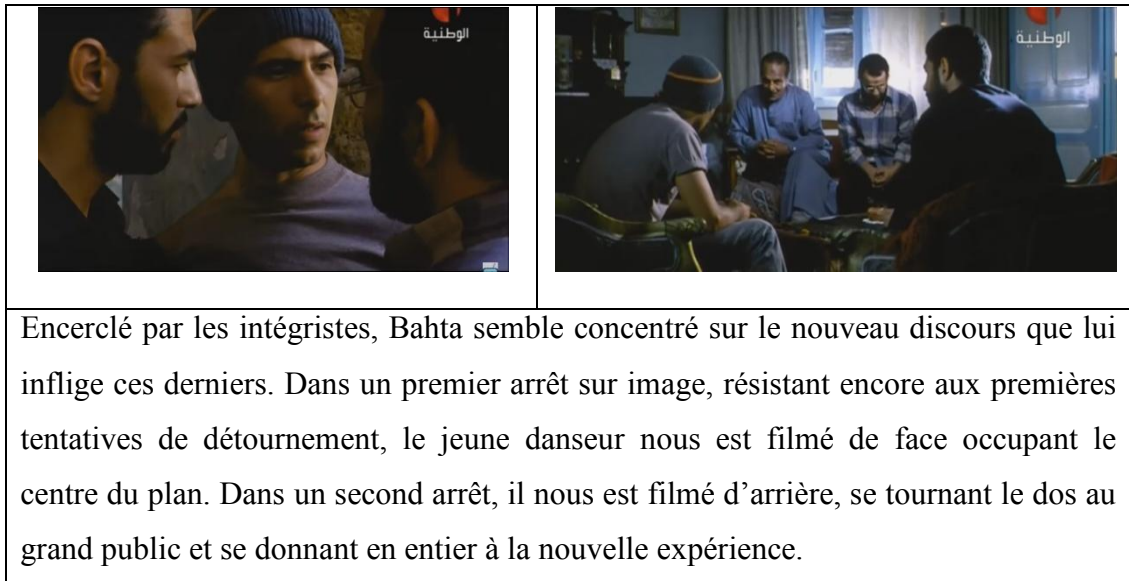 الوطنية
الوطنية
Encerclé par les intégristes, Bahta semble concentré sur le nouveau discours que lui
inflige ces derniers. Dans un premier arrêt sur image, résistant encore aux premières
tentatives de détournement, le jeune danseur nous est filmé de face occupant le
centre du plan. Dans un second arrêt, il nous est filmé d’arrière, se tournant le dos au
grand public et se donnant en entier à la nouvelle expérience.